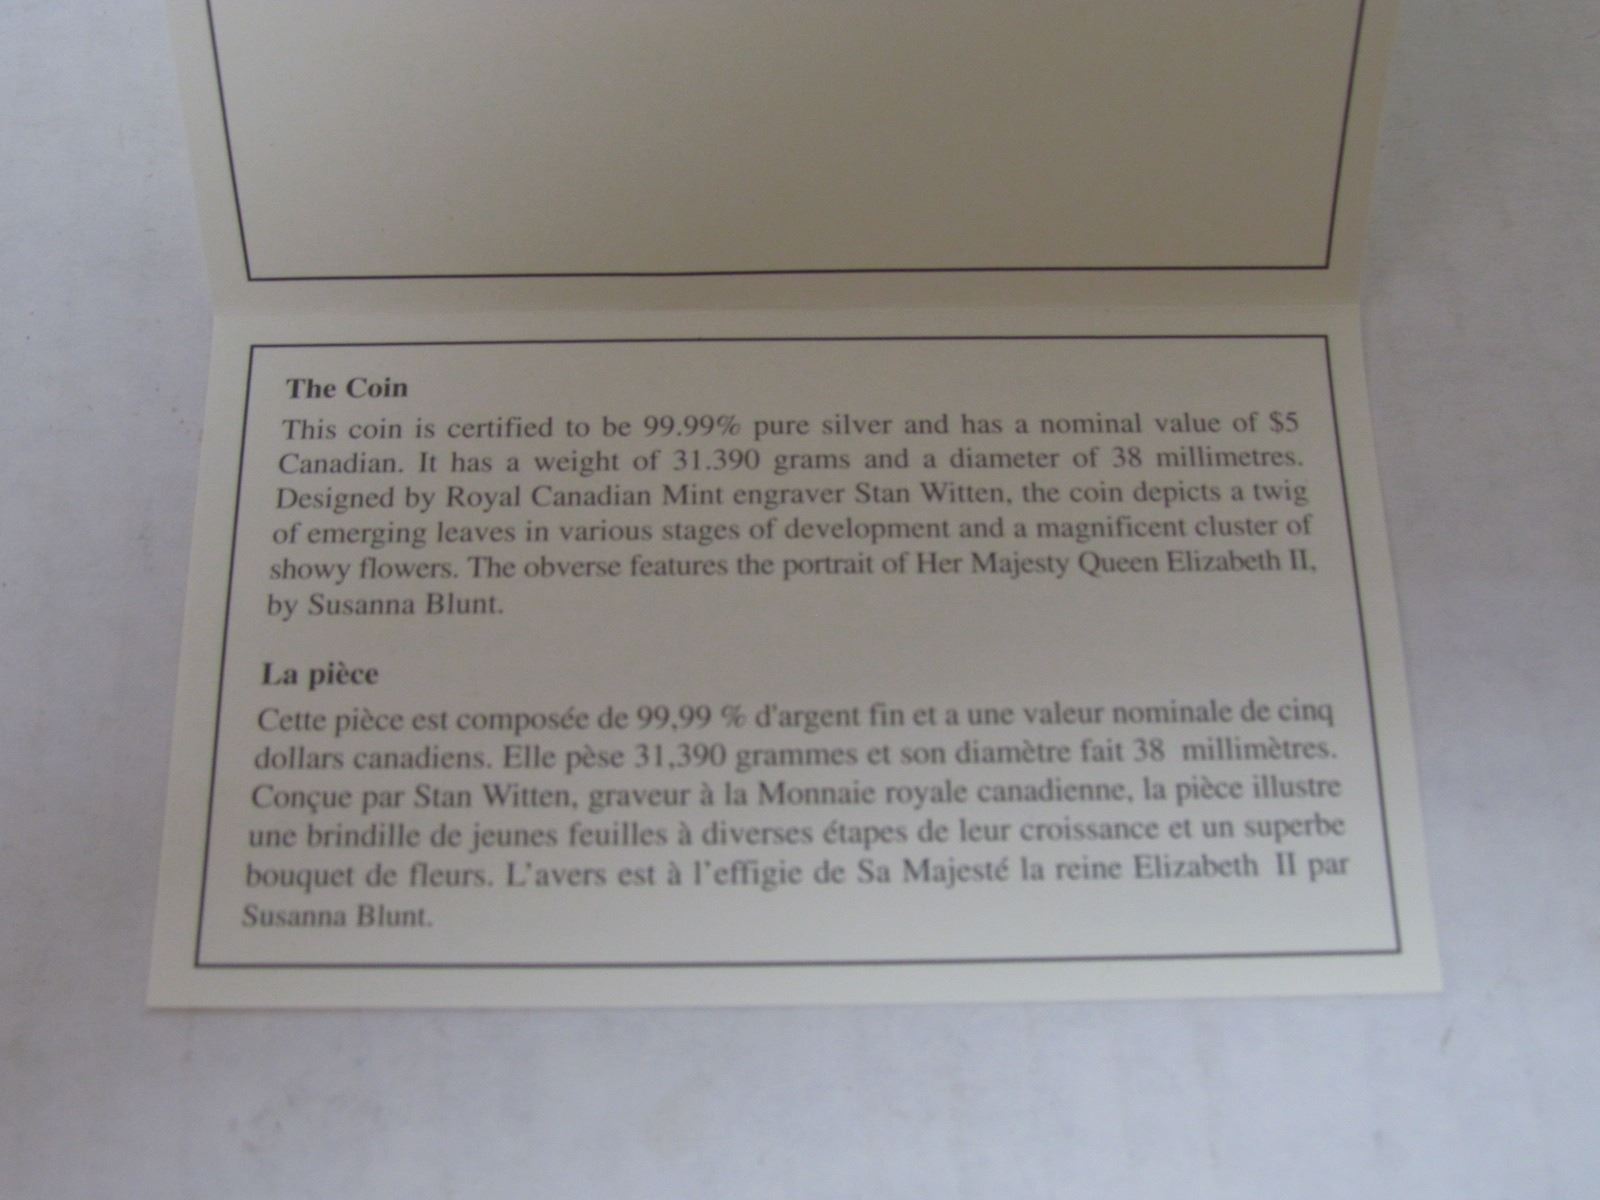 The Coin
This coin is certified to be 99.99% pure silver and has a nominal value of $5
Canadian. It has a weight of 31.390 grams and a diameter of 38 millimetres.
Designed by Royal Canadian Mint engraver Stan Witten, the coin depicts a twig
of emerging leaves in various stages of development and a magnificent cluster of
showy flowers. The obverse features the portrait of Her Majesty Queen Elizabeth II,
by Susanna Blunt.
La pièce
Cette pièce est composée de 99,99 % d'argent fin et a une valeur nominale de cinq
dollars canadiens. Elle pèse 31,390 grammes et son diamètre fait 38 millimètres.
Conçue par Stan Witten, graveur à la Monnaie royale canadienne, la pièce illustre
une brindille de jeunes feuilles à diverses étapes de leur croissance et un superbe
bouquet de fleurs. L'avers est à l'effigie de Sa Majesté la reine Elizabeth II par
Susanna Blunt.